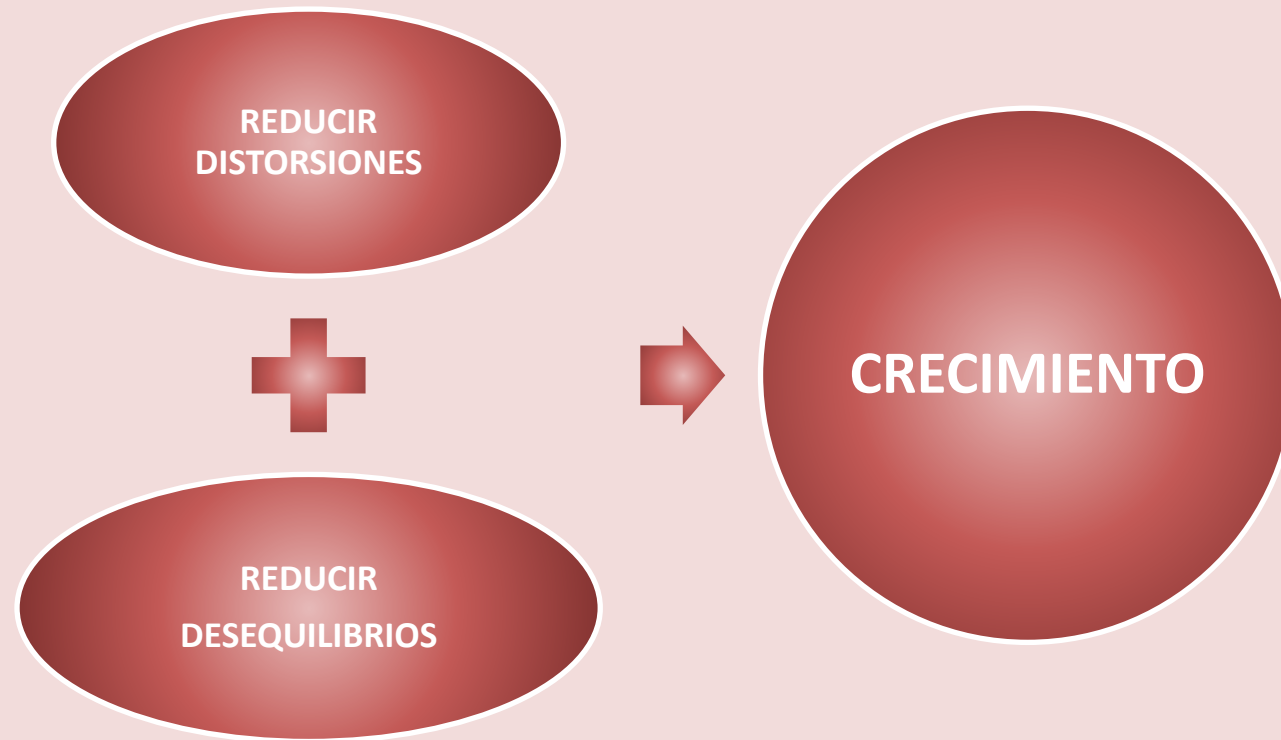 REDUCIR
DISTORSIONES
REDUCIR
DESEQUILIBRIOS
CRECIMIENTO